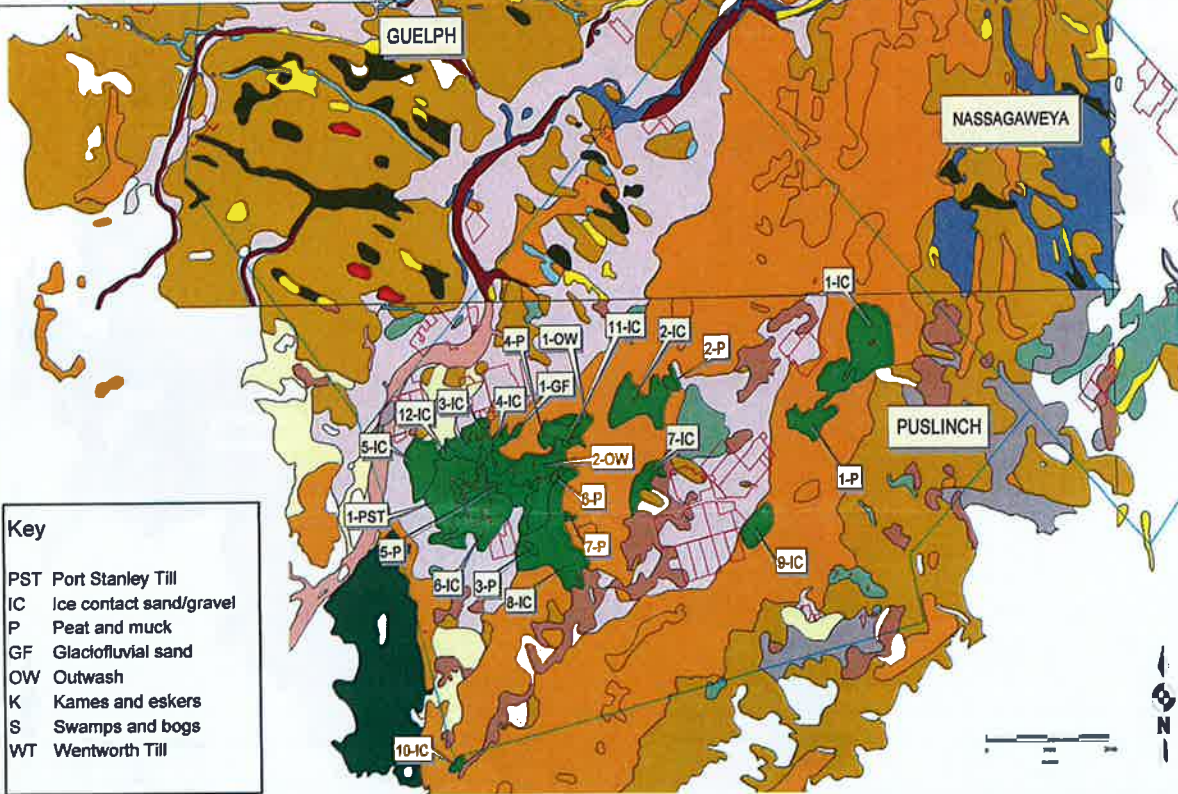 GUELPH
NASSAGAWEYA
1-IC
4-P
1-OW
11-IC
2-IC
2-P
1-GF
12-IC
3-IC
4-IC
PUSLINCH
5-IC
7-IC
2-OW
1-P
6-P
1-PST
5-P
7-P
9-IC
6-IC
3-P
8-IC
10-IC
Key
PST Port Stanley Till
IC Ice contact sand/gravel
P Peat and muck
GF Glaciofluvial sand
OW Outwash
K Kames and eskers
S Swamps and bogs
WT Wentworth Till
N